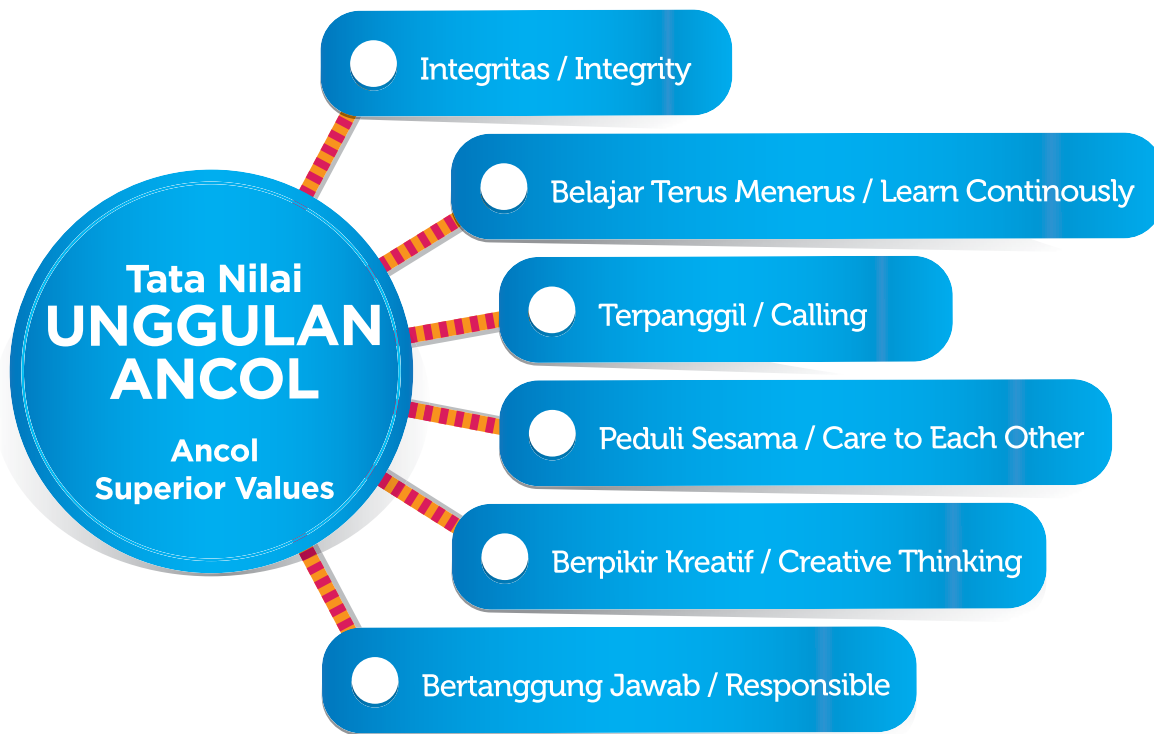 Tata Nilai
UNGGULAN
ANCOL
Ancol
Superior Values
Integritas / Integrity
Belajar Terus Menerus / Learn Continously
Terpanggil / Calling
Peduli Sesama / Care to Each Other
Berpikir Kreatif / Creative Thinking
Bertanggung Jawab / Responsible